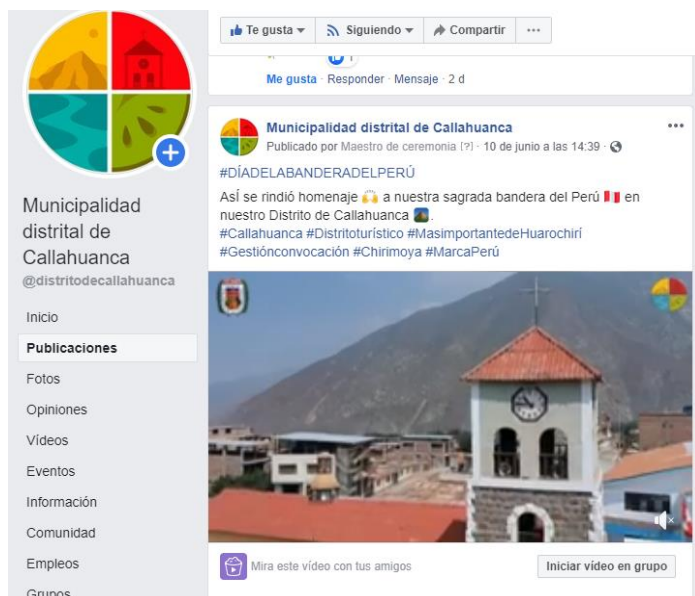 Te gusta
Siguiendo
Compartir
1
Me gusta · Responder · Mensaje · 2 d
Municipalidad distrital de Callahuanca
Publicado por Maestro de ceremonia [?] · 10 de junio a las 14:39 ·
#DÍADELABANDERADELPERÚ
Así se rindió homenaje 🙌 a nuestra sagrada bandera del Perú 🇵🇪 en
nuestro Distrito de Callahuanca.
#Callahuanca #Distritoturístico #MasimportantedeHuarochirí
#Gestiónconvocación #Chirimoya #MarcaPerú
Mira este vídeo con tus amigos
Iniciar vídeo en grupo
Municipalidad
distrital de
Callahuanca
@distritodecallahuanca
Inicio
Publicaciones
Fotos
Opiniones
Vídeos
Eventos
Información
Comunidad
Empleos
Grupos